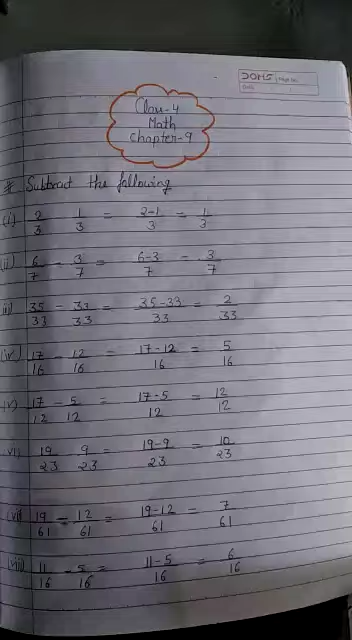 DOMS
Page No.
Date
Class-4
Math
Chapter-9
* Subtract the following
(i) 2/3 - 1/3 = 2-1/3 = 1/3
(ii) 6/7 - 3/7 = 6-3/7 = 3/7
(iii) 35/33 - 33/33 = 35-33/33 = 2/33
(iv) 17/16 - 12/16 = 17-12/16 = 5/16
(v) 17/12 - 5/12 = 17-5/12 = 12/12
(vi) 19/23 - 9/23 = 19-9/23 = 10/23
(vii) 19/61 - 12/61 = 19-12/61 = 7/61
(viii) 11/16 - 5/16 = 11-5/16 = 6/16